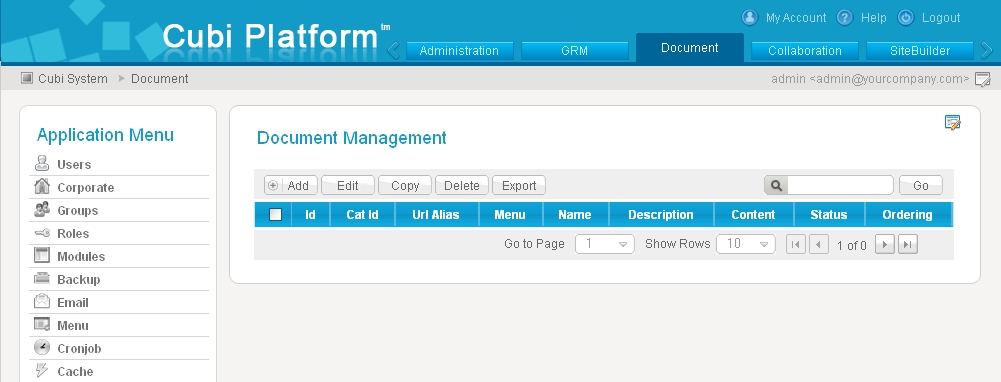 Cubi Platform™
My Account Help Logout
Administration GRM Document Collaboration SiteBuilder
Cubi System Document
admin <admin@yourcompany.com>
Application Menu
Users
Corporate
Groups
Roles
Modules
Backup
Email
Menu
Cronjob
Cache
Document Management
Add Edit Copy Delete Export Go
Id Cat Id Url Alias Menu Name Description Content Status Ordering
Go to Page 1 Show Rows 10 1 of 0